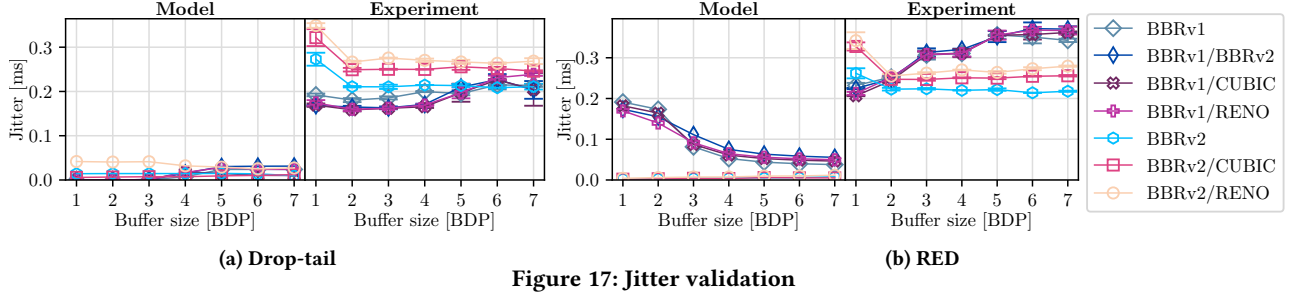 Model Experiment Model Experiment
Jitter [ms]
0.3
0.2
0.1
0.0
1 2 3 4 5 6 7 1 2 3 4 5 6 7
Buffer size [BDP] Buffer size [BDP]
(a) Drop-tail
Jitter [ms]
0.3
0.2
0.1
0.0
1 2 3 4 5 6 7 1 2 3 4 5 6 7
Buffer size [BDP] Buffer size [BDP]
(b) RED
BBRv1
BBRv1/BBRv2
BBRv1/CUBIC
BBRv1/RENO
BBRv2
BBRv2/CUBIC
BBRv2/RENO
Figure 17: Jitter validation